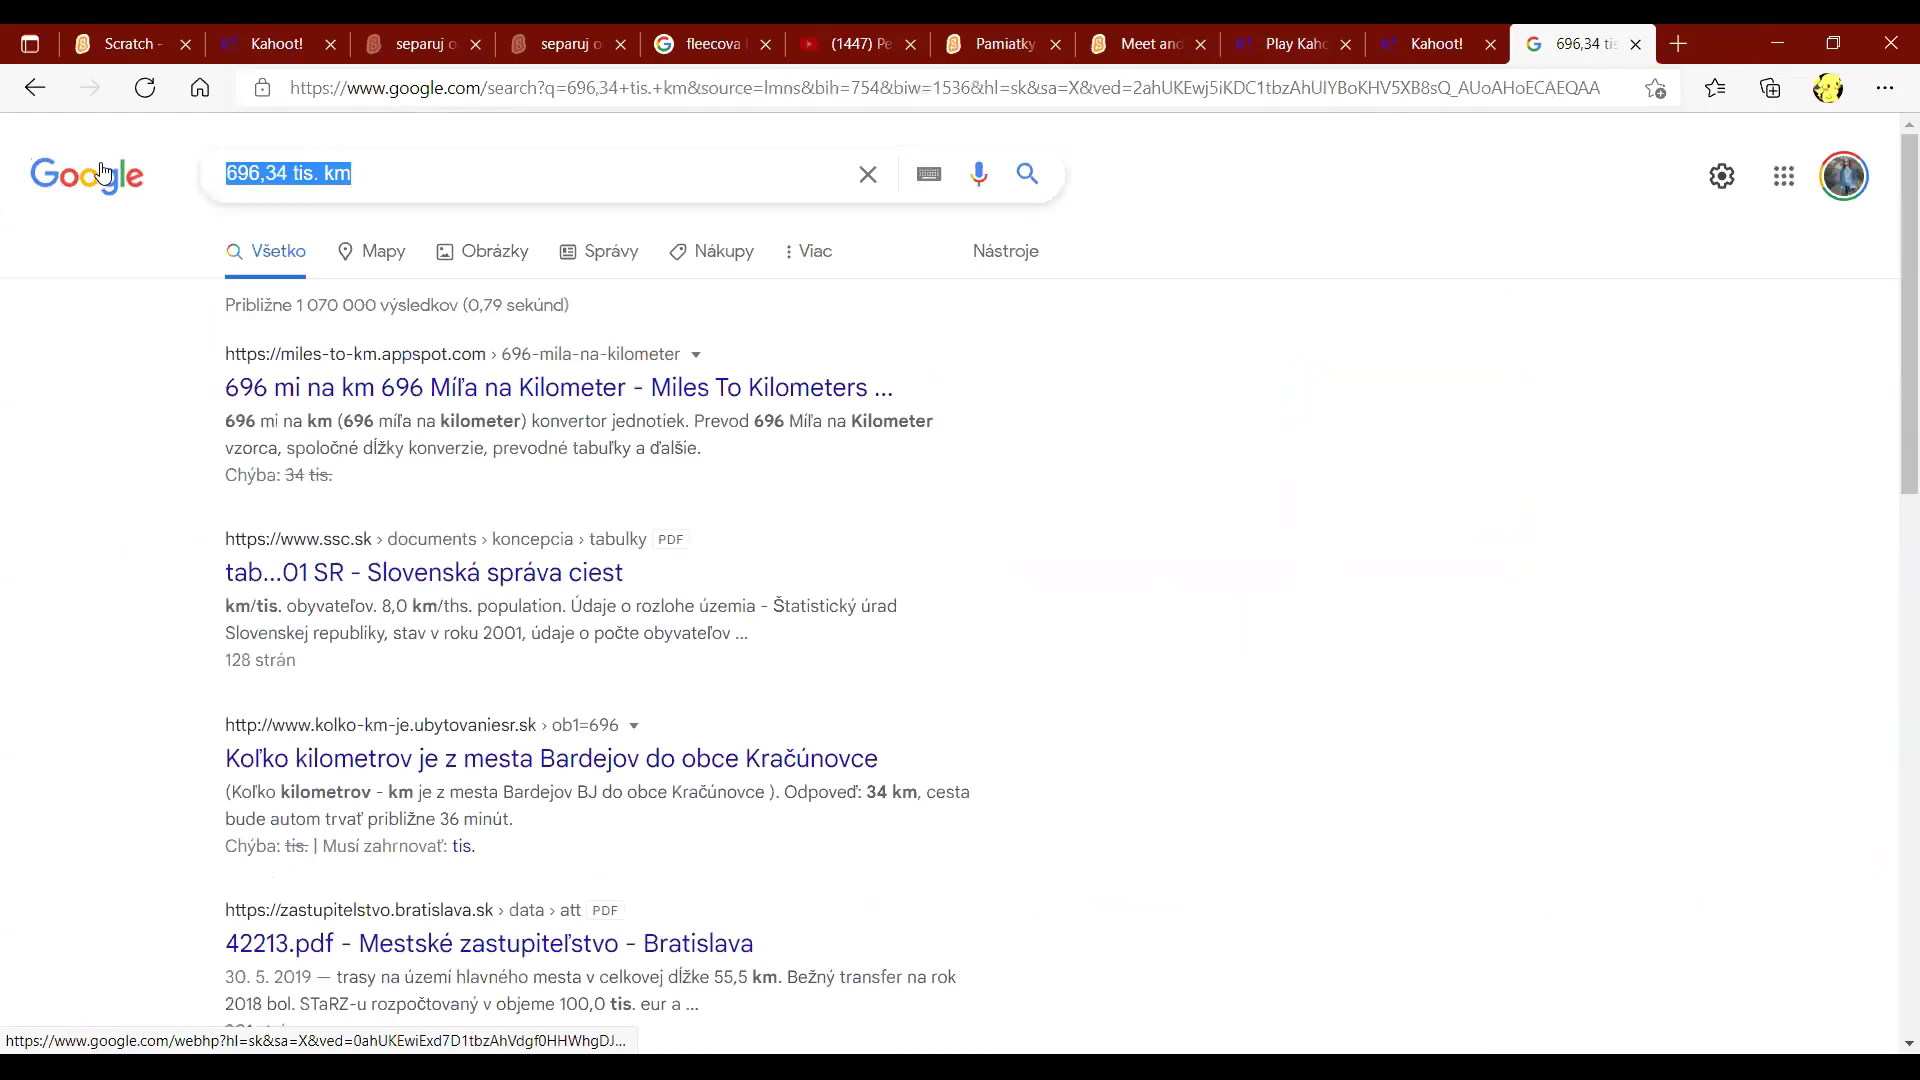 Scratch -
Kahoot!
separuj o
separuj o
fleecova
(1447) Pe
Pamiatky
Meet and
Play Kaho
Kahoot!
696,34 tis
https://www.google.com/search?q=696,34+tis.+km&source=lmns&bih=754&biw=1536&hl=sk&sa=X&ved=2ahUKEwj5iKDC1tbzAhUIYBoKHV5XB8sQ_AUoAHoECAEQAA
Google
696,34 tis. km
Všetko
Mapy
Obrázky
Správy
Nákupy
Viac
Nástroje
Približne 1 070 000 výsledkov (0,79 sekúnd)
https://miles-to-km.appspot.com › 696-mila-na-kilometer
696 mi na km 696 Míľa na Kilometer - Miles To Kilometers ...
696 mi na km (696 míľa na kilometer) konvertor jednotiek. Prevod 696 Míľa na Kilometer
vzorca, spoločné dĺžky konverzie, prevodné tabuľky a ďalšie.
Chýba: 34 tis.
https://www.ssc.sk › documents › koncepcia › tabulky PDF
tab...01 SR - Slovenská správa ciest
km/tis. obyvateľov. 8,0 km/ths. population. Údaje o rozlohe územia - Štatistický úrad
Slovenskej republiky, stav v roku 2001, údaje o počte obyvateľov ...
128 strán
http://www.kolko-km-je.ubytovaniesr.sk › ob1=696
Koľko kilometrov je z mesta Bardejov do obce Kračúnovce
(Koľko kilometrov - km je z mesta Bardejov BJ do obce Kračúnovce ). Odpoveď: 34 km, cesta
bude autom trvať približne 36 minút.
Chýba: tis. | Musí zahrnovať: tis.
https://zastupitelstvo.bratislava.sk › data › att PDF
42213.pdf - Mestské zastupiteľstvo - Bratislava
30. 5. 2019 — trasy na území hlavného mesta v celkovej dĺžke 55,5 km. Bežný transfer na rok
2018 bol. STaRZ-u rozpočtovaný v objeme 100,0 tis. eur a ...
https://www.google.com/webhp?hl=sk&sa=X&ved=0ahUKEwiExd7D1tbzAhVdgf0HHWhgDJ...